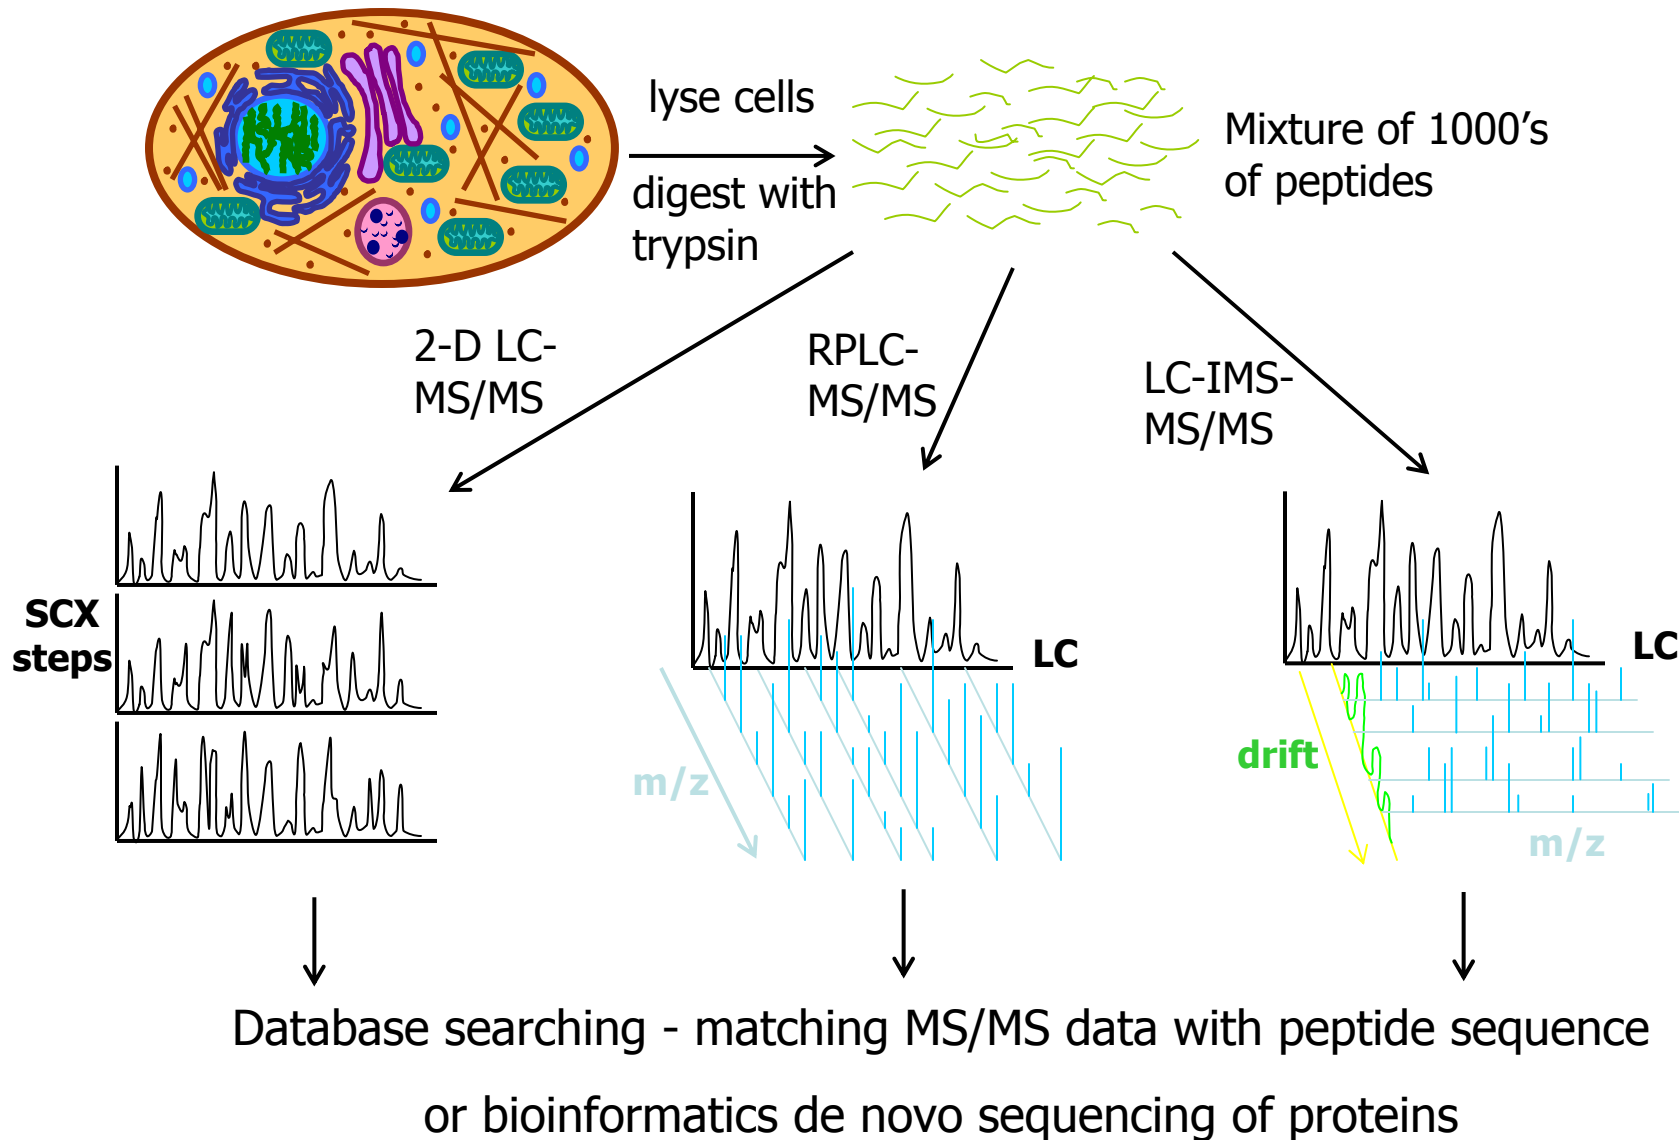 lyse cells
digest with
trypsin
Mixture of 1000’s
of peptides
2-D LC-
MS/MS
RPLC-
MS/MS
LC-IMS-
MS/MS
SCX
steps
LC
m/z
LC
drift
m/z
Database searching - matching MS/MS data with peptide sequence
or bioinformatics de novo sequencing of proteins